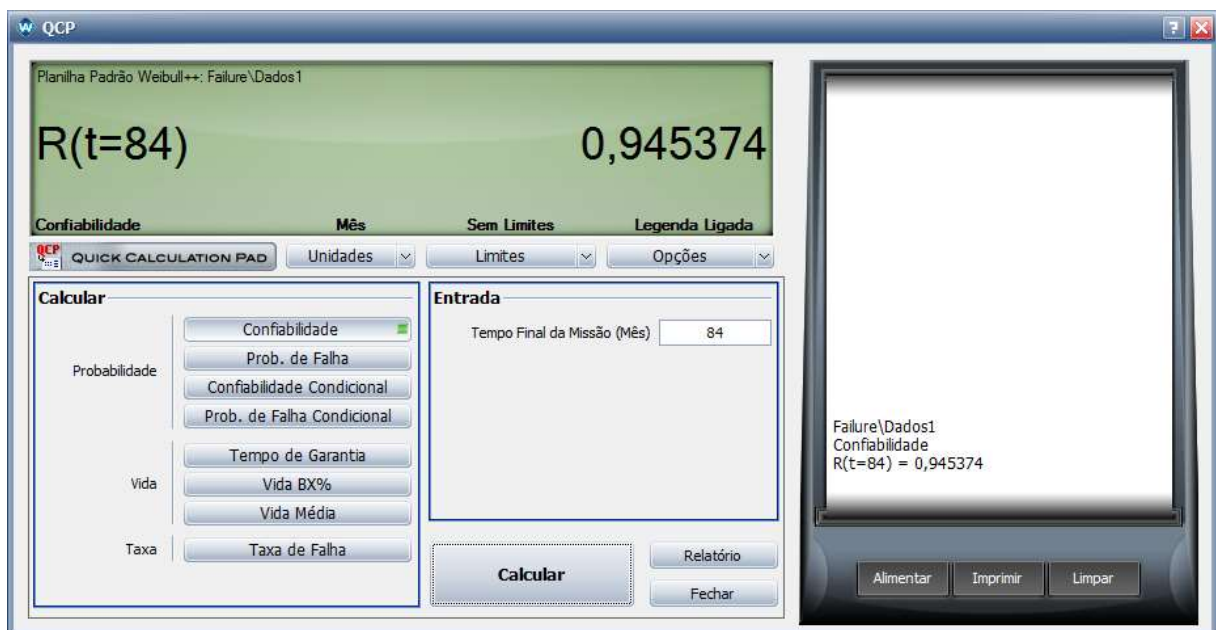 QCP
Planilha Padrão Weibull++: Failure\Dados1
R(t=84) 0,945374
Confiabilidade Mês Sem Limites Legenda Ligada
QCP QUICK CALCULATION PAD Unidades Limites Opções
Calcular
Probabilidade
Confiabilidade
Prob. de Falha
Confiabilidade Condicional
Prob. de Falha Condicional
Vida
Tempo de Garantia
Vida BX%
Vida Média
Taxa
Taxa de Falha
Entrada
Tempo Final da Missão (Mês) 84
Calcular
Relatório
Fechar
Failure\Dados1
Confiabilidade
R(t=84) = 0,945374
Alimentar Imprimir Limpar